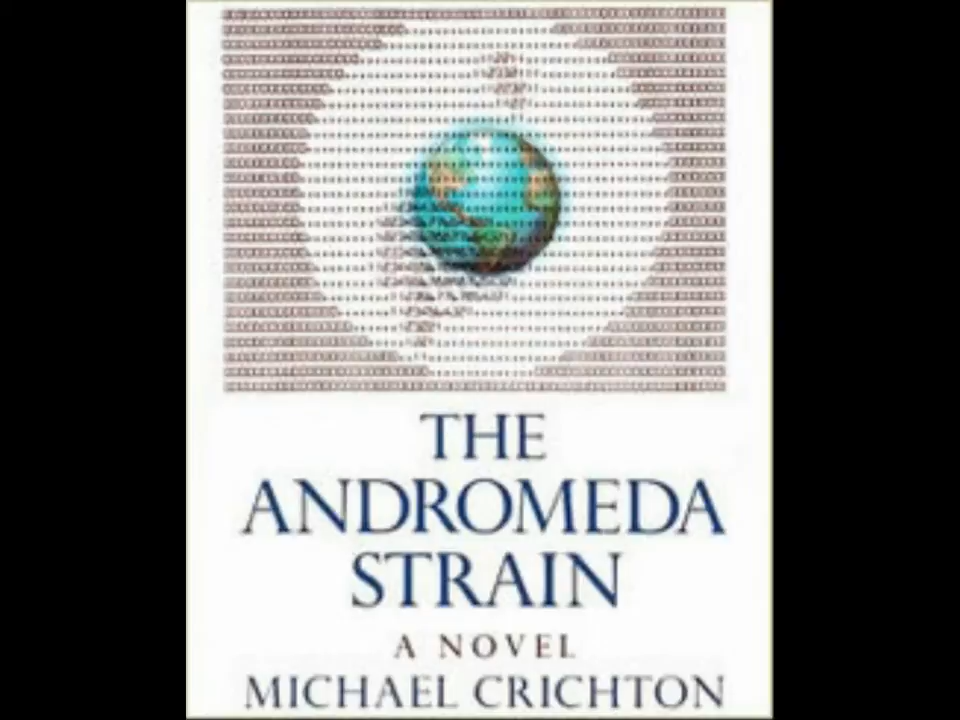 THE
ANDROMEDA
STRAIN
A NOVEL
MICHAEL CRICHTON